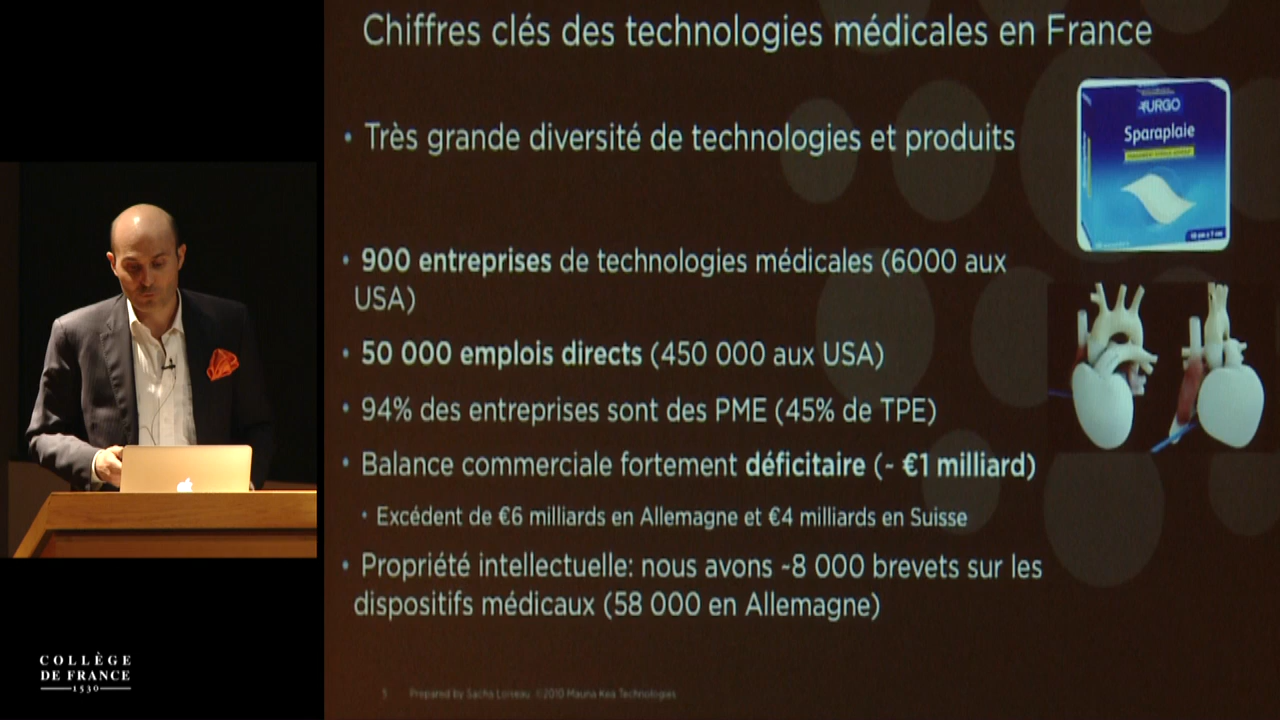 Chiffres clés des technologies médicales en France
• Très grande diversité de technologies et produits
URGO
Sparaplaie
• 900 entreprises de technologies médicales (6000 aux
USA)
• 50 000 emplois directs (450 000 aux USA)
• 94% des entreprises sont des PME (45% de TPE)
• Balance commerciale fortement déficitaire (~ €1 milliard)
• Excédent de €6 milliards en Allemagne et €4 milliards en Suisse
• Propriété intellectuelle: nous avons ~8 000 brevets sur les
dispositifs médicaux (58 000 en Allemagne)
Prepared by Sacha Loiseau. ©2010 Mauna Kea Technologies
COLLÈGE
DE FRANCE
1530